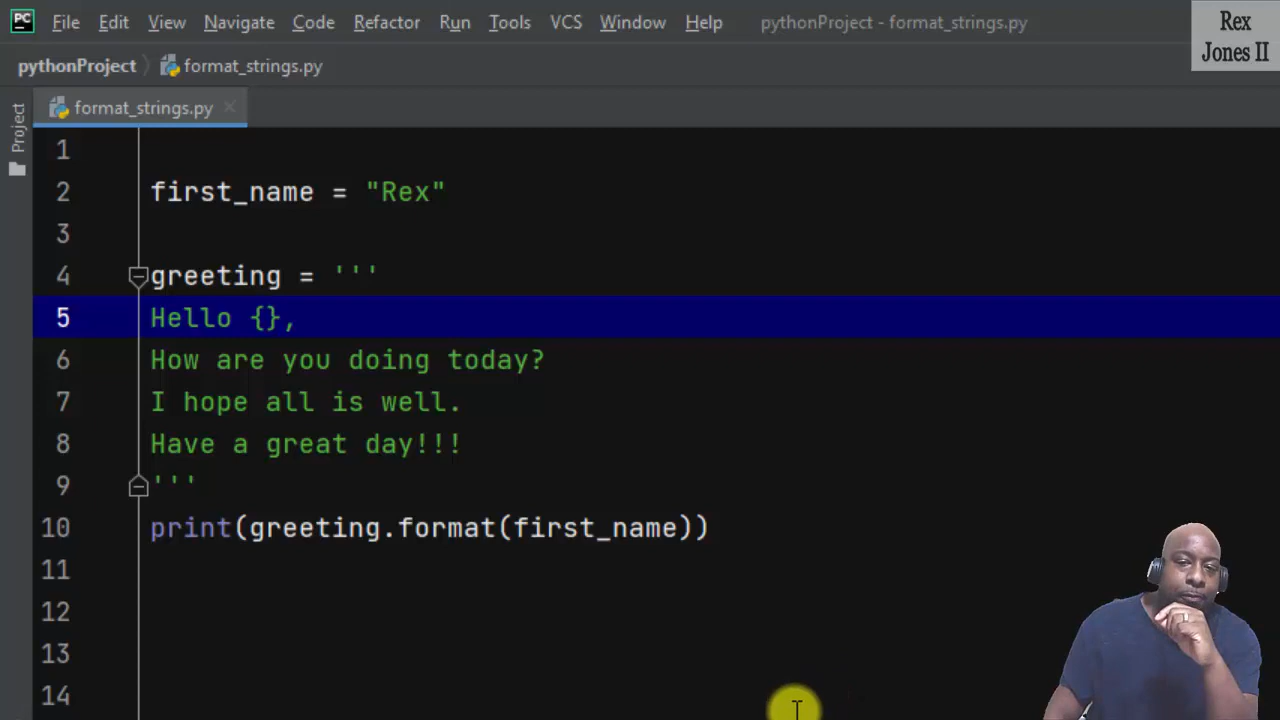 PC File Edit View Navigate Code Refactor Run Tools VCS Window Help pythonProject - format_strings.py
Rex
Jones II
pythonProject format_strings.py
format_strings.py
Project
1
2 first_name = "Rex"
3
4 greeting = '''
5 Hello {},
6 How are you doing today?
7 I hope all is well.
8 Have a great day!!!
9 '''
10 print(greeting.format(first_name))
11
12
13
14